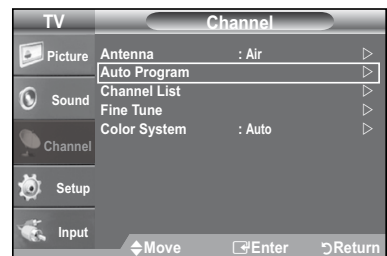 TV
Channel
Picture
Sound
Channel
Setup
Input
Antenna : Air
Auto Program
Channel List
Fine Tune
Color System : Auto
Move Enter Return